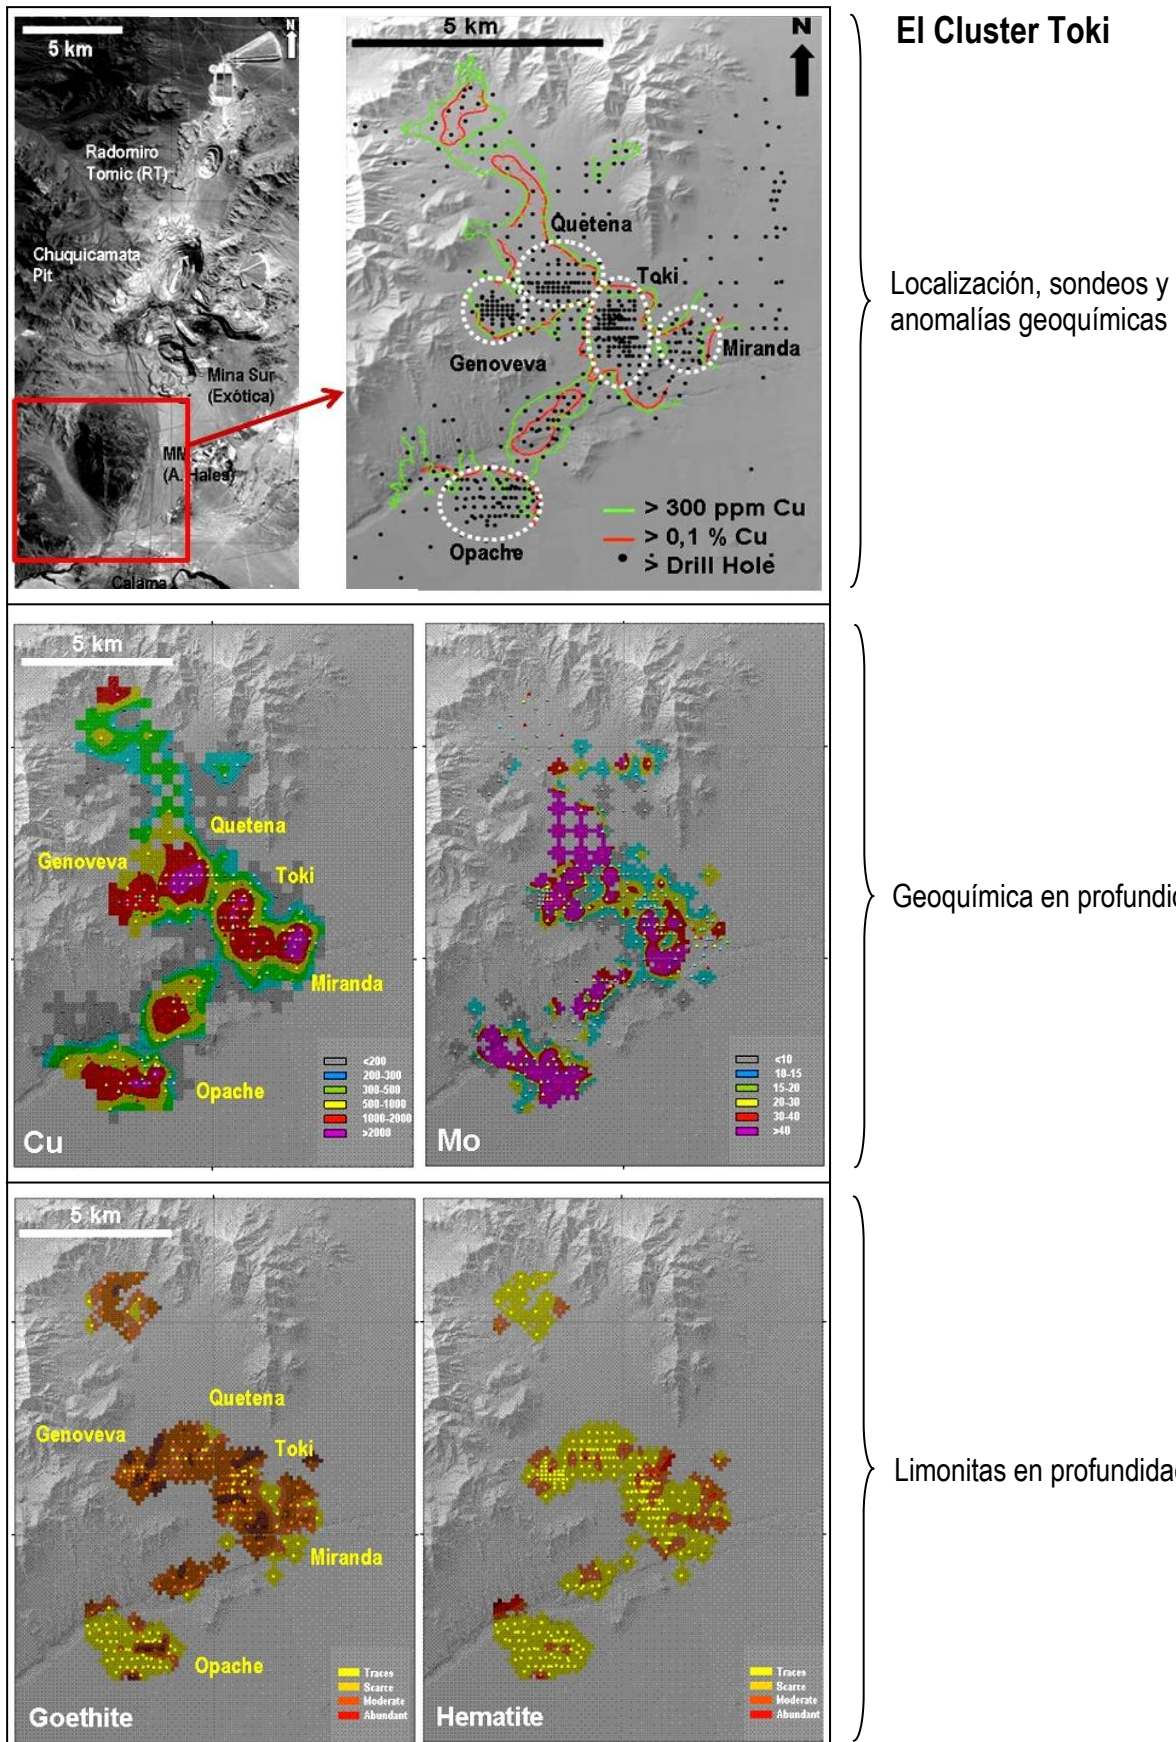 El Cluster Toki
5 km
N
Radomiro
Tomic (RT)
Chuquicamata
Pit
Mina Sur
(Exótica)
MM
(A. Hales)
Calama
5 km
N
Quetena
Toki
Genoveva
Miranda
Opache
> 300 ppm Cu
> 0,1 % Cu
> Drill Hole
Localización, sondeos y
anomalías geoquímicas
5 km
Quetena
Genoveva
Toki
Miranda
Opache
<200
200-300
300-500
500-1000
1000-2000
>2000
Cu
<10
10-15
15-20
20-30
30-40
>40
Mo
Geoquímica en profundid
5 km
Quetena
Genoveva
Toki
Miranda
Opache
Traces
Scarce
Moderate
Abundant
Goethite
Traces
Scarce
Moderate
Abundant
Hematite
Limonitas en profundida